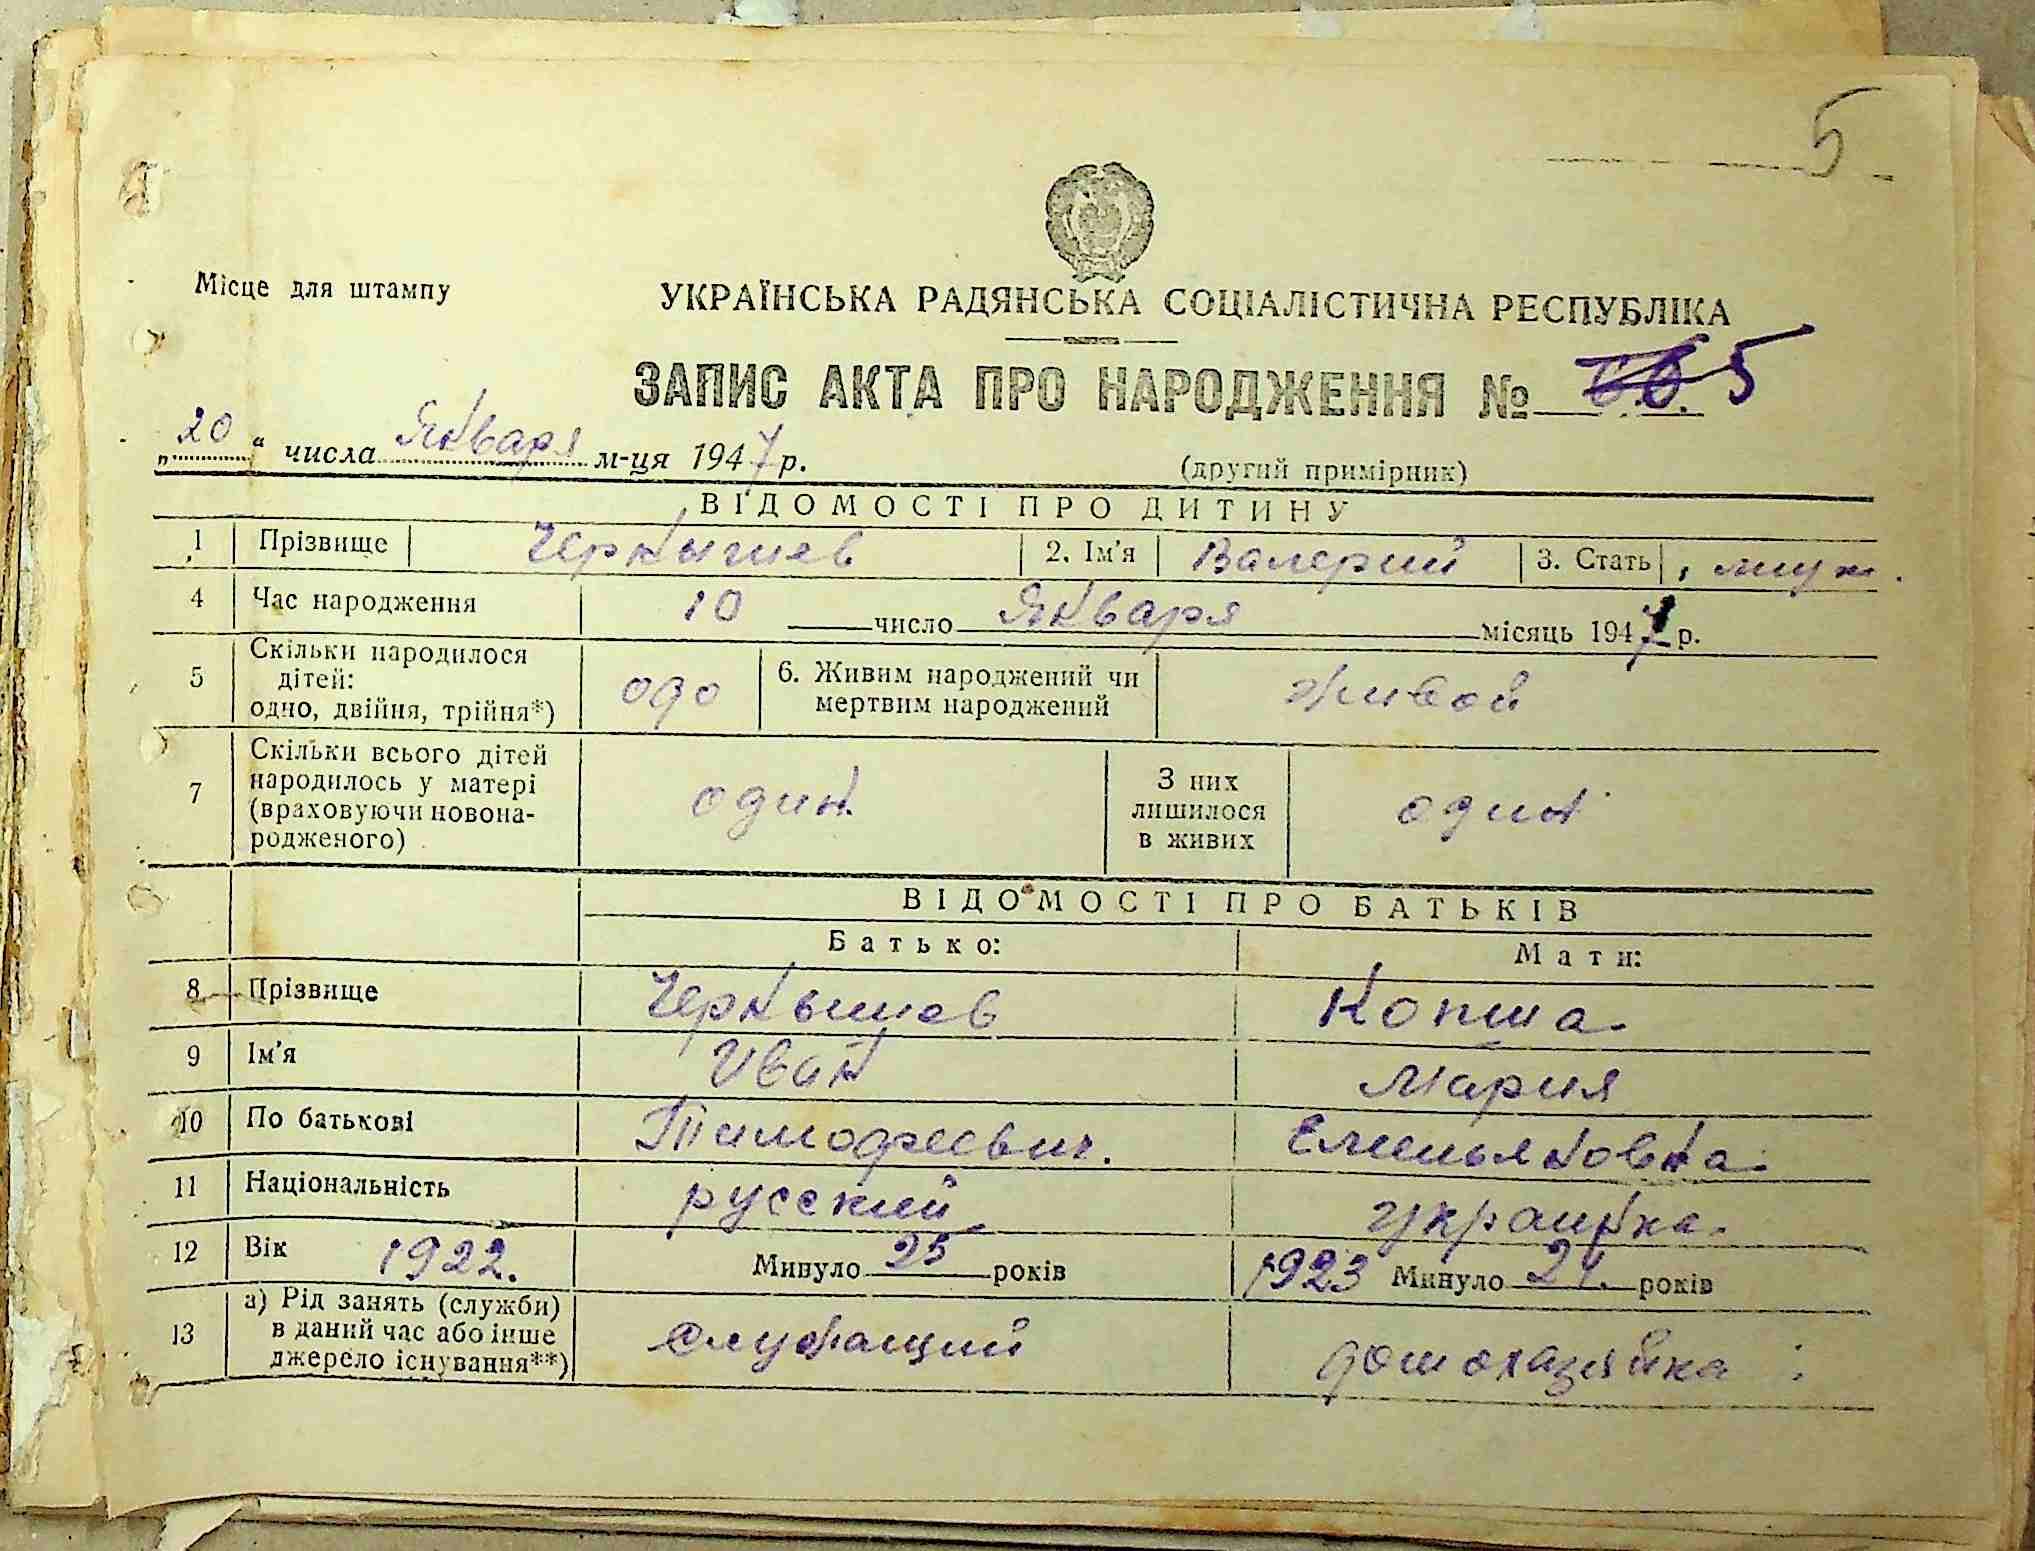 5
Місце для штампу
УКРАЇНСЬКА РАДЯНСЬКА СОЦІАЛІСТИЧНА РЕСПУБЛІКА
ЗАПИС АКТА ПРО НАРОДЖЕННЯ № 5
„20“ числа Января м-ця 1947 р.
(другий примірник)
ВІДОМОСТІ ПРО ДИТИНУ
1 Прізвище Чернышев 2. Ім'я Валерий 3. Стать муж.
4 Час народження 10 число Января місяць 1947 р.
5 Скільки народилося дітей: одно, двійня, трійня*) одо 6. Живим народжений чи мертвим народжений живой
7 Скільки всього дітей народилось у матері (враховуючи новонародженого) один З них лишилося в живих один
ВІДОМОСТІ ПРО БАТЬКІВ
Батько: Мати:
8 Прізвище Чернышев Копша
9 Ім'я Иван Мария
10 По батькові Тимофеевич. Емельяновна.
11 Національність русский украинка.
12 Вік 1922. Минуло 25 років 1923 Минуло 24. років
13 а) Рід занять (служби) в даний час або інше джерело існування**) Служащий домохазяйка